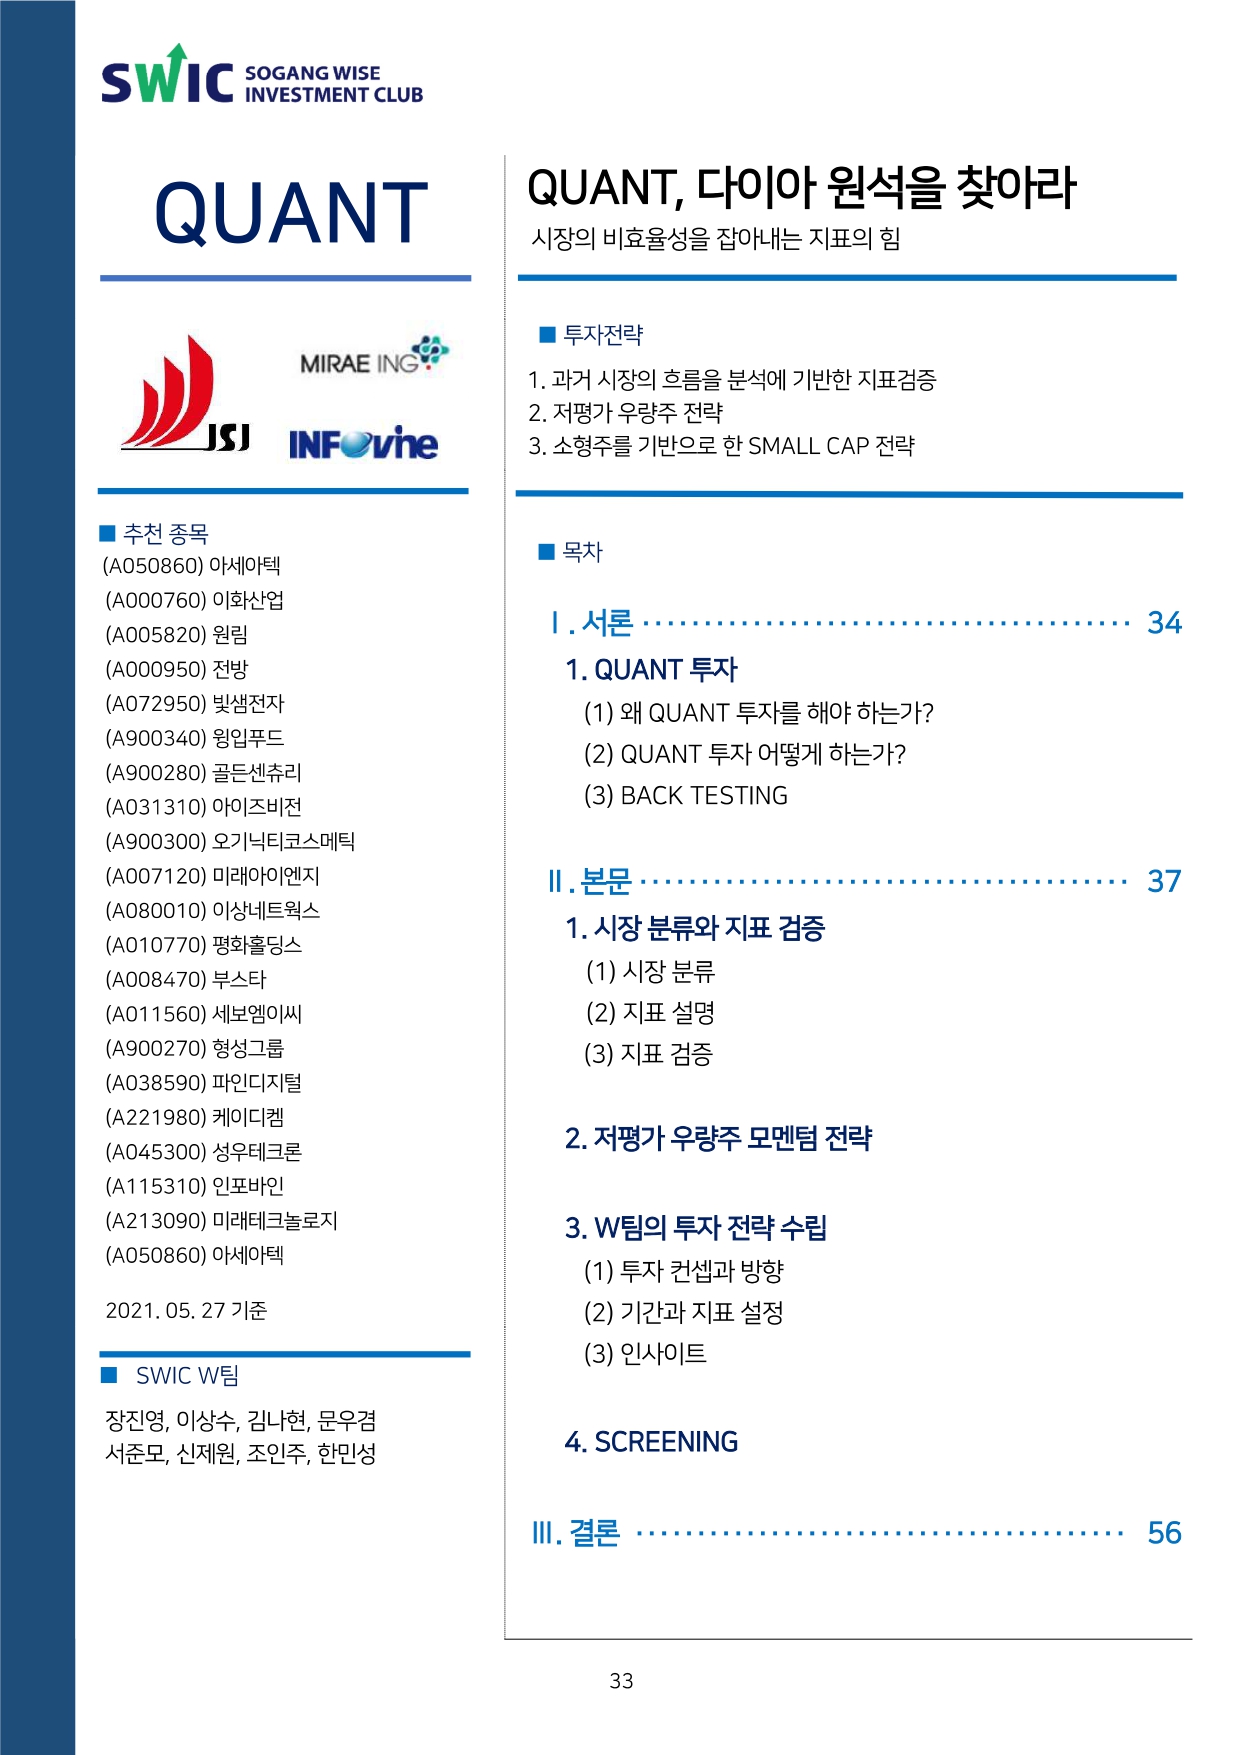 SWIC SOGANG WISE
INVESTMENT CLUB
QUANT
JSJ
MIRAE ING
INFOvine
■ 추천 종목
(A050860) 아세아텍
(A000760) 이화산업
(A005820) 원림
(A000950) 전방
(A072950) 빛샘전자
(A900340) 윙입푸드
(A900280) 골든센츄리
(A031310) 아이즈비전
(A900300) 오기닉티코스메틱
(A007120) 미래아이엔지
(A080010) 이상네트웍스
(A010770) 평화홀딩스
(A008470) 부스타
(A011560) 세보엠이씨
(A900270) 형성그룹
(A038590) 파인디지털
(A221980) 케이디켐
(A045300) 성우테크론
(A115310) 인포바인
(A213090) 미래테크놀로지
(A050860) 아세아텍
2021. 05. 27 기준
■ SWIC W팀
장진영, 이상수, 김나현, 문우겸
서준모, 신제원, 조인주, 한민성
QUANT, 다이아 원석을 찾아라
시장의 비효율성을 잡아내는 지표의 힘
■ 투자전략
1. 과거 시장의 흐름을 분석에 기반한 지표검증
2. 저평가 우량주 전략
3. 소형주를 기반으로 한 SMALL CAP 전략
■ 목차
Ⅰ. 서론 ········································ 34
1. QUANT 투자
(1) 왜 QUANT 투자를 해야 하는가?
(2) QUANT 투자 어떻게 하는가?
(3) BACK TESTING
Ⅱ. 본문 ········································ 37
1. 시장 분류와 지표 검증
(1) 시장 분류
(2) 지표 설명
(3) 지표 검증
2. 저평가 우량주 모멘텀 전략
3. W팀의 투자 전략 수립
(1) 투자 컨셉과 방향
(2) 기간과 지표 설정
(3) 인사이트
4. SCREENING
Ⅲ. 결론 ········································ 56
33